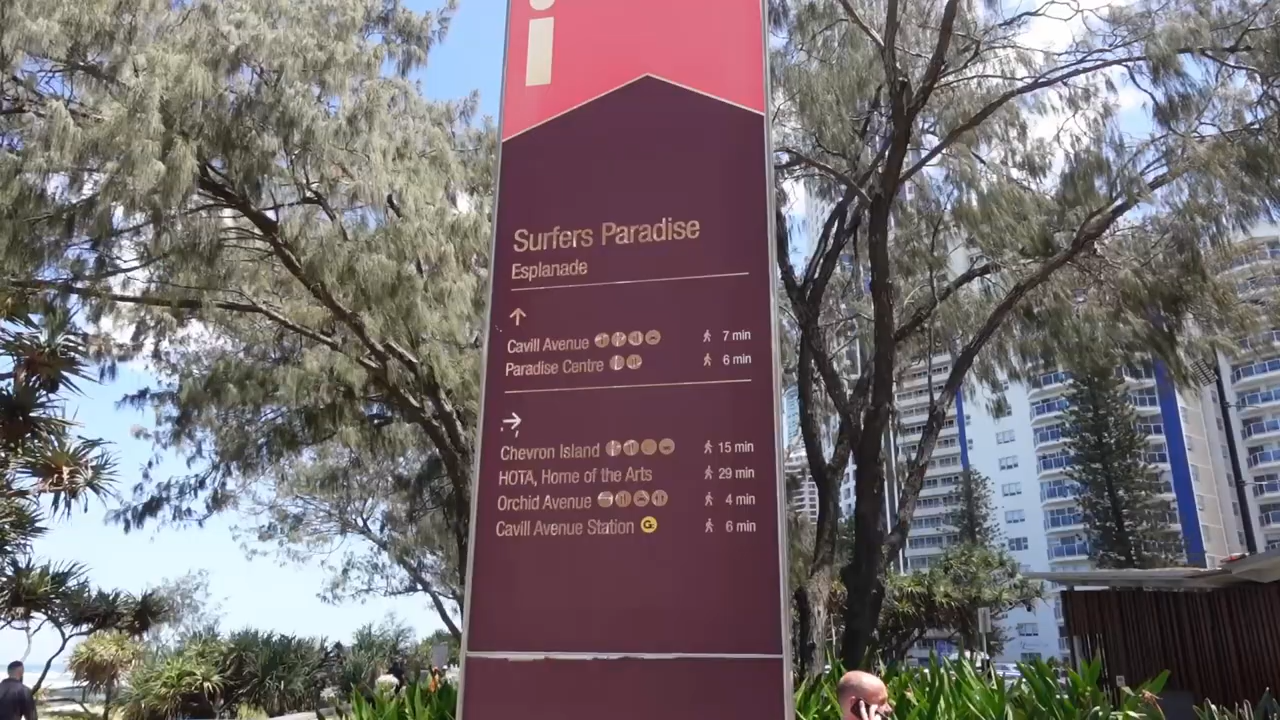 i
Surfers Paradise
Esplanade
Cavill Avenue 7 min
Paradise Centre 6 min
Chevron Island 15 min
HOTA, Home of the Arts 29 min
Orchid Avenue 4 min
Cavill Avenue Station G: 6 min